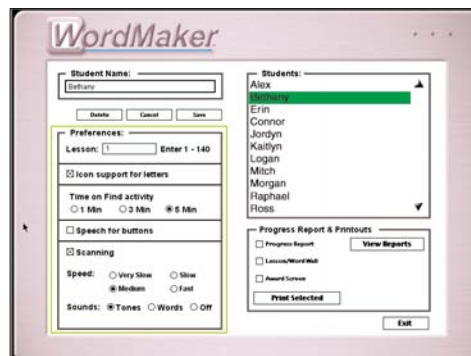 WordMaker
Student Name:
Bethany
Delete Cancel Save
Preferences:
Lesson: 1 Enter 1 - 140
Icon support for letters
Time on Find activity
1 Min 3 Min 5 Min
Speech for buttons
Scanning
Speed: Very Slow Slow
Medium Fast
Sounds: Tones Words Off
Students:
Alex
Bethany
Erin
Connor
Jordyn
Kaitlyn
Logan
Mitch
Morgan
Raphael
Ross
Progress Report & Printouts
Progress Report View Reports
Lesson/Word Wall
Award Screen
Print Selected
Exit